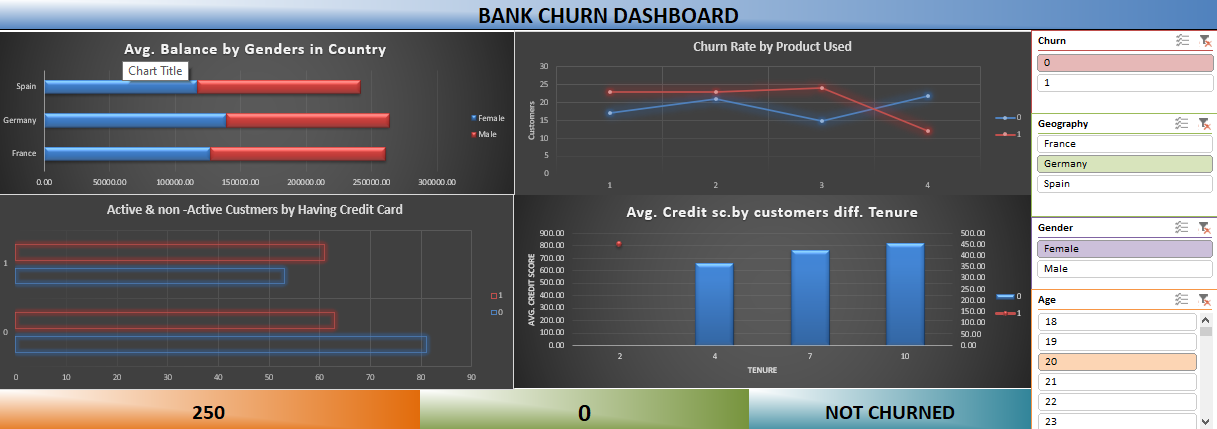 BANK CHURN DASHBOARD
Avg. Balance by Genders in Country
Chart Title
Spain
Germany
France
0.00 50000.00 100000.00 150000.00 200000.00 250000.00 300000.00
Female
Male
Churn Rate by Product Used
Customers
30
25
20
15
10
5
0
1 2 3 4
0
1
Active & non -Active Custmers by Having Credit Card
1
0
0 10 20 30 40 50 60 70 80 90
1
0
Avg. Credit sc.by customers diff. Tenure
AVG. CREDIT SCORE
900.00
800.00
700.00
600.00
500.00
400.00
300.00
200.00
100.00
0.00
500.00
450.00
400.00
350.00
300.00
250.00
200.00
150.00
100.00
50.00
0.00
2 4 7 10
TENURE
0
1
Churn
0
1
Geography
France
Germany
Spain
Gender
Female
Male
Age
18
19
20
21
22
23
250
0
NOT CHURNED